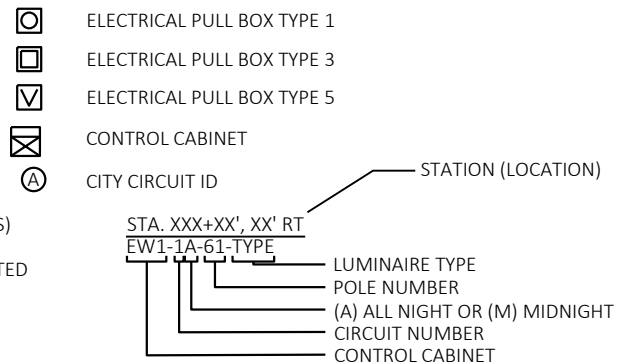 ELECTRICAL PULL BOX TYPE 1
ELECTRICAL PULL BOX TYPE 3
V ELECTRICAL PULL BOX TYPE 5
CONTROL CABINET
A CITY CIRCUIT ID
STATION (LOCATION)
S) STA. XXX+XX', XX' RT
EW1-1A-61-TYPE
TED
LUMINAIRE TYPE
POLE NUMBER
(A) ALL NIGHT OR (M) MIDNIGHT
CIRCUIT NUMBER
CONTROL CABINET